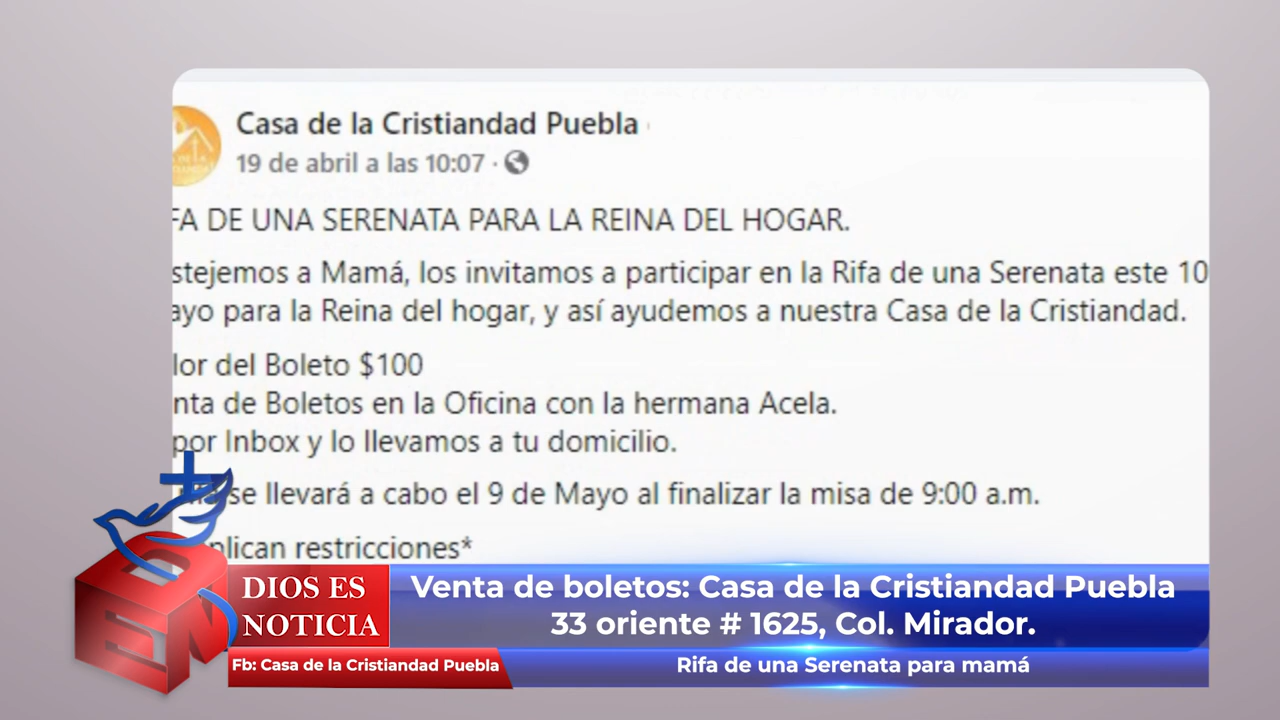 Casa de la Cristiandad Puebla
19 de abril a las 10:07 ·
FA DE UNA SERENATA PARA LA REINA DEL HOGAR.
stejemos a Mamá, los invitamos a participar en la Rifa de una Serenata este 10
ayo para la Reina del hogar, y así ayudemos a nuestra Casa de la Cristiandad.
lor del Boleto $100
nta de Boletos en la Oficina con la hermana Acela.
por Inbox y lo llevamos a tu domicilio.
se llevará a cabo el 9 de Mayo al finalizar la misa de 9:00 a.m.
plican restricciones*
DEN
DIOS ES
NOTICIA
Venta de boletos: Casa de la Cristiandad Puebla
33 oriente # 1625, Col. Mirador.
Fb: Casa de la Cristiandad Puebla
Rifa de una Serenata para mamá